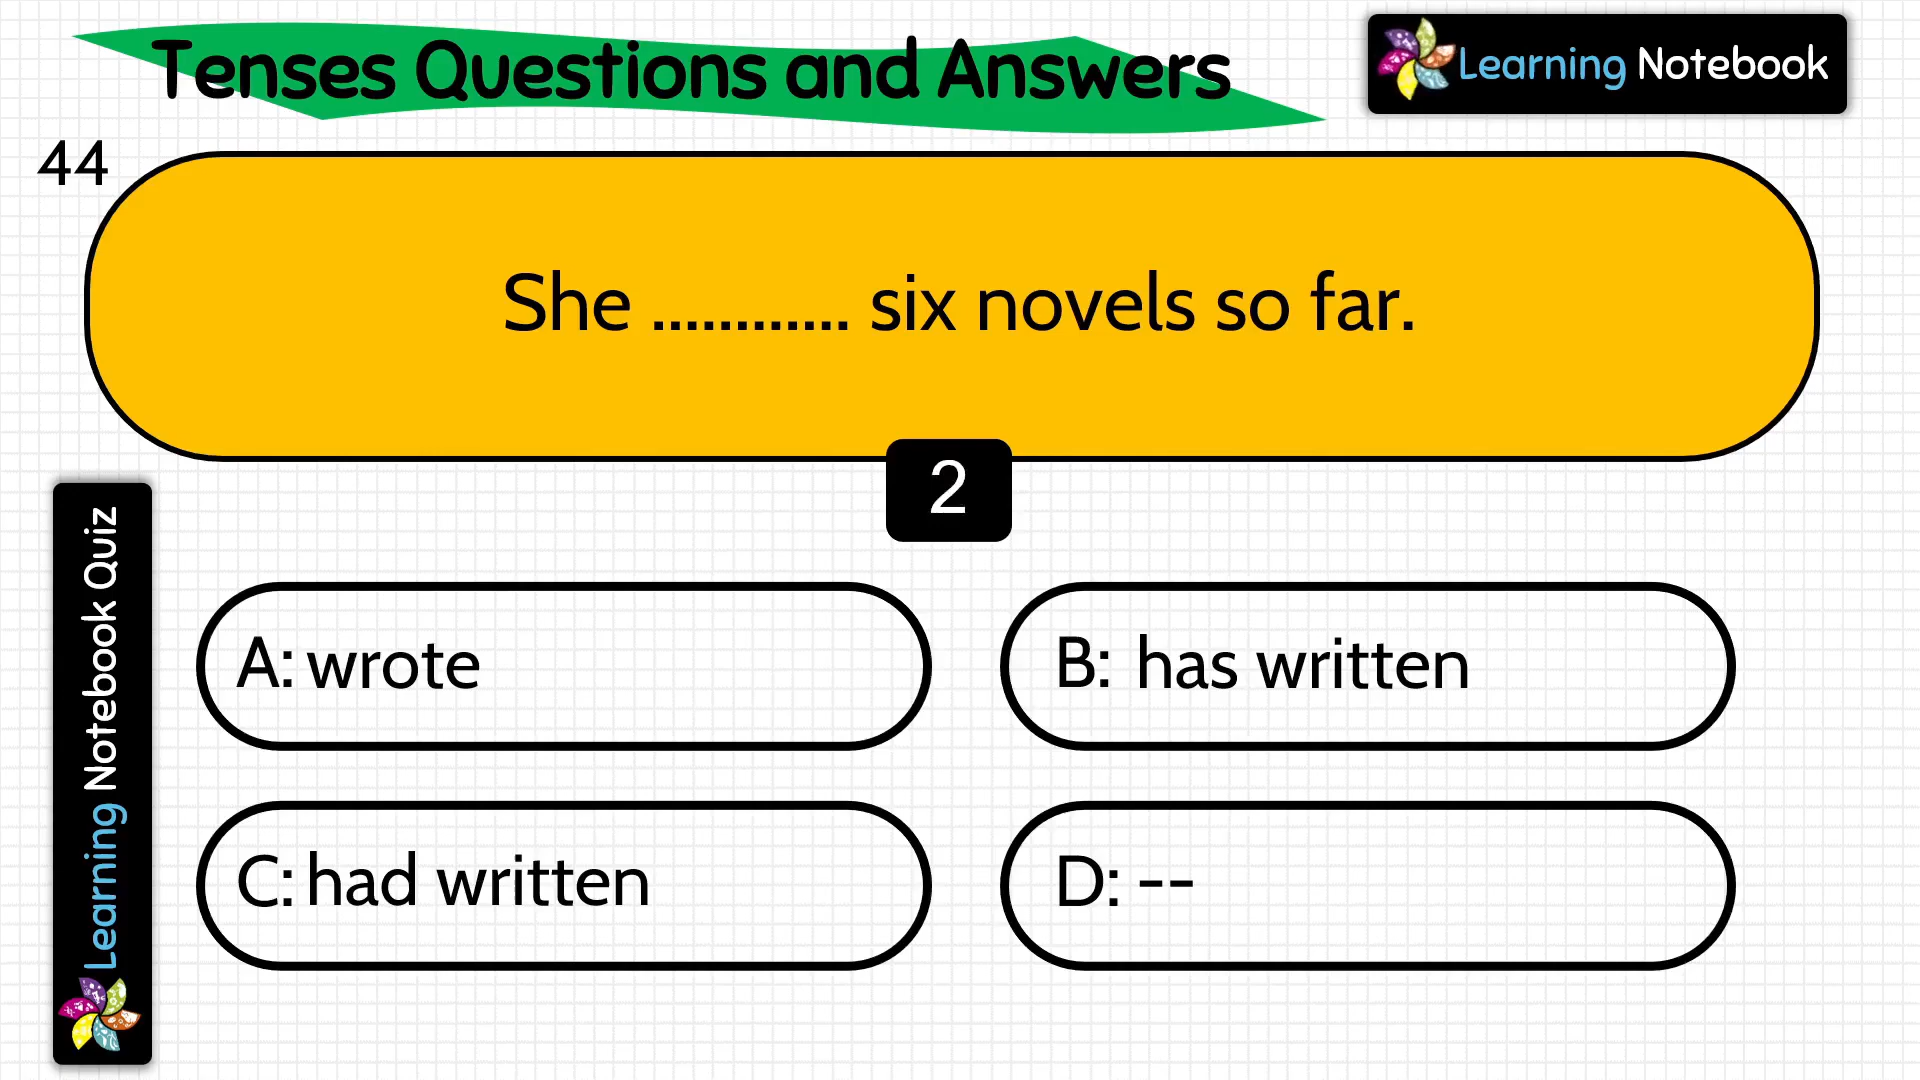 Tenses Questions and Answers
Learning Notebook
44
She ............ six novels so far.
2
A: wrote
B: has written
C: had written
D: --
Learning Notebook Quiz